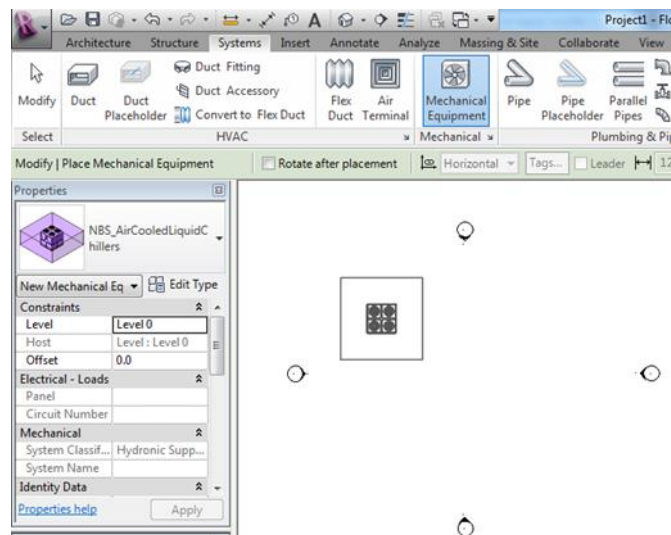 Project1 - Flo
Architecture Structure Systems Insert Annotate Analyze Massing & Site Collaborate View
Modify
Duct
Duct Placeholder
Duct Fitting
Duct Accessory
Convert to Flex Duct
Flex Duct
Air Terminal
Mechanical Equipment
Pipe
Pipe Placeholder
Parallel Pipes
Select HVAC Mechanical Plumbing & Pip
Modify | Place Mechanical Equipment Rotate after placement Horizontal Tags... Leader 12
Properties
NBS_AirCooledLiquidC
hillers
New Mechanical Eq Edit Type
Constraints
Level Level 0
Host Level : Level 0
Offset 0.0
Electrical - Loads
Panel
Circuit Number
Mechanical
System Classif... Hydronic Supp...
System Name
Identity Data
Properties help Apply